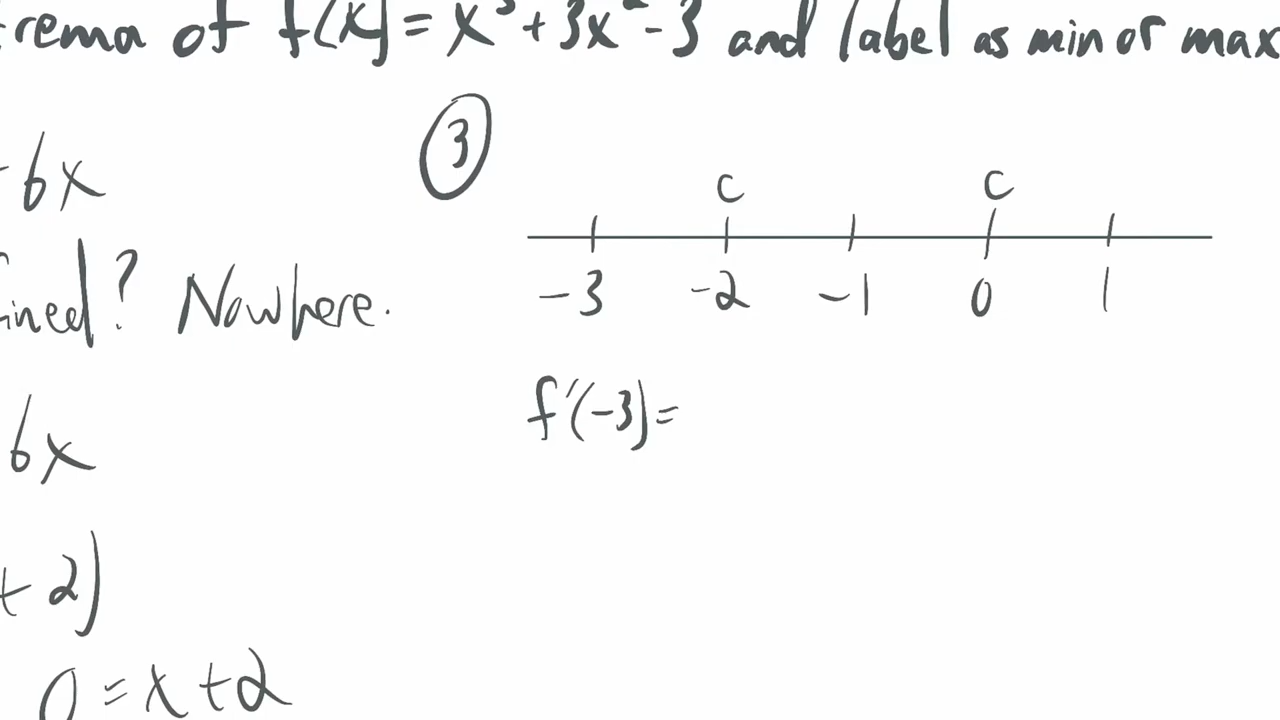 rema of f(x) = x³ + 3x² - 3 and label as min or max
6x
③
C C
ined? Nowhere.
-3 -2 -1 0 1
f'(-3) =
6x
+ 2)
0 = x + 2